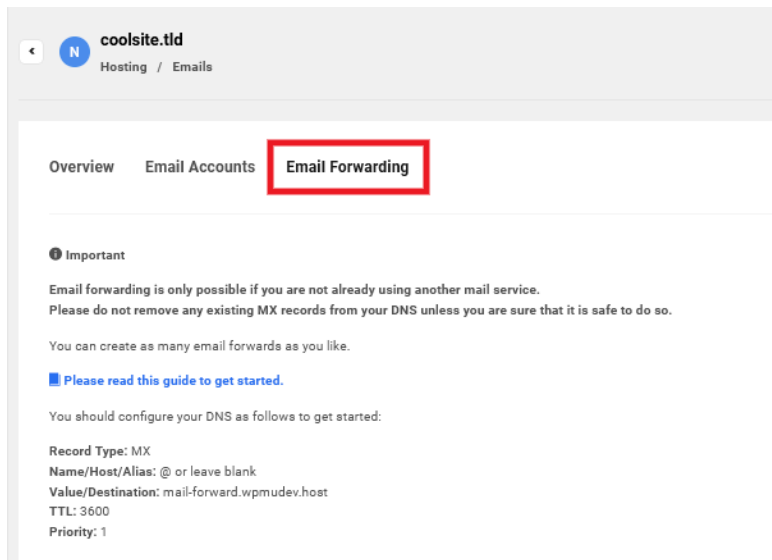 coolsite.tld
N
Hosting / Emails
Overview Email Accounts Email Forwarding
Important
Email forwarding is only possible if you are not already using another mail service.
Please do not remove any existing MX records from your DNS unless you are sure that it is safe to do so.
You can create as many email forwards as you like.
Please read this guide to get started.
You should configure your DNS as follows to get started:
Record Type: MX
Name/Host/Alias: @ or leave blank
Value/Destination: mail-forward.wpmudev.host
TTL: 3600
Priority: 1